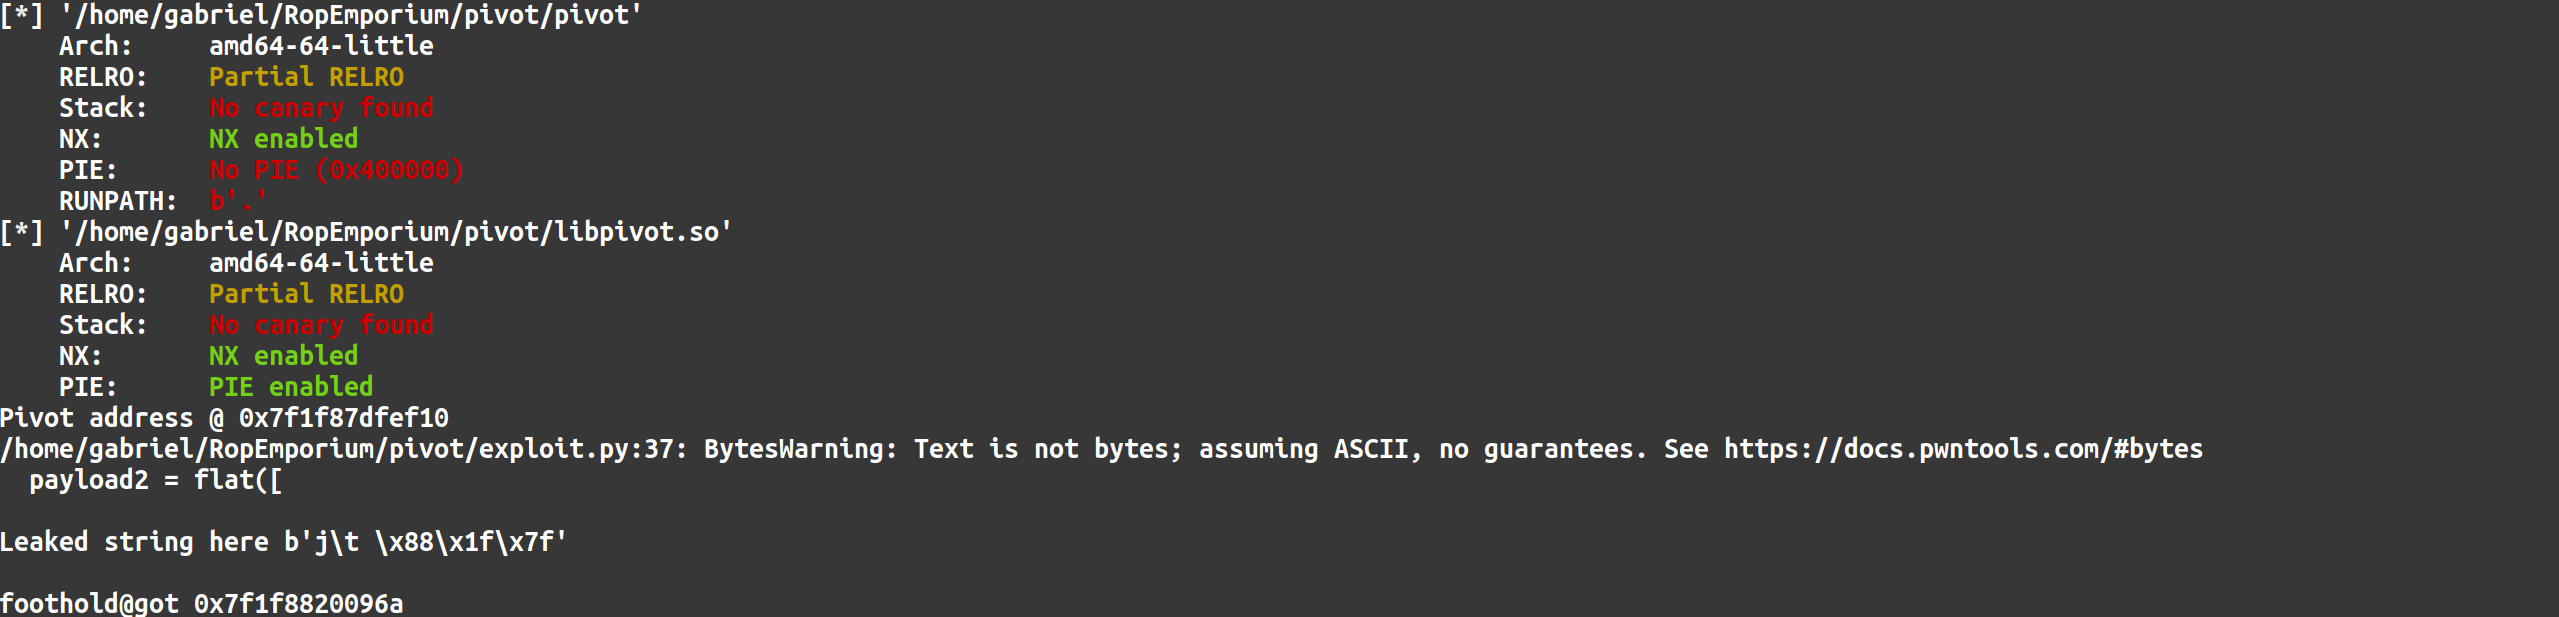 [*] '/home/gabriel/RopEmporium/pivot/pivot'
    Arch:     amd64-64-little
    RELRO:    Partial RELRO
    Stack:    No canary found
    NX:       NX enabled
    PIE:      No PIE (0x400000)
    RUNPATH:  b'.'
[*] '/home/gabriel/RopEmporium/pivot/libpivot.so'
    Arch:     amd64-64-little
    RELRO:    Partial RELRO
    Stack:    No canary found
    NX:       NX enabled
    PIE:      PIE enabled
Pivot address @ 0x7f1f87dfef10
/home/gabriel/RopEmporium/pivot/exploit.py:37: BytesWarning: Text is not bytes; assuming ASCII, no guarantees. See https://docs.pwntools.com/#bytes
  payload2 = flat([
Leaked string here b'j\t \x88\x1f\x7f'
foothold@got 0x7f1f8820096a